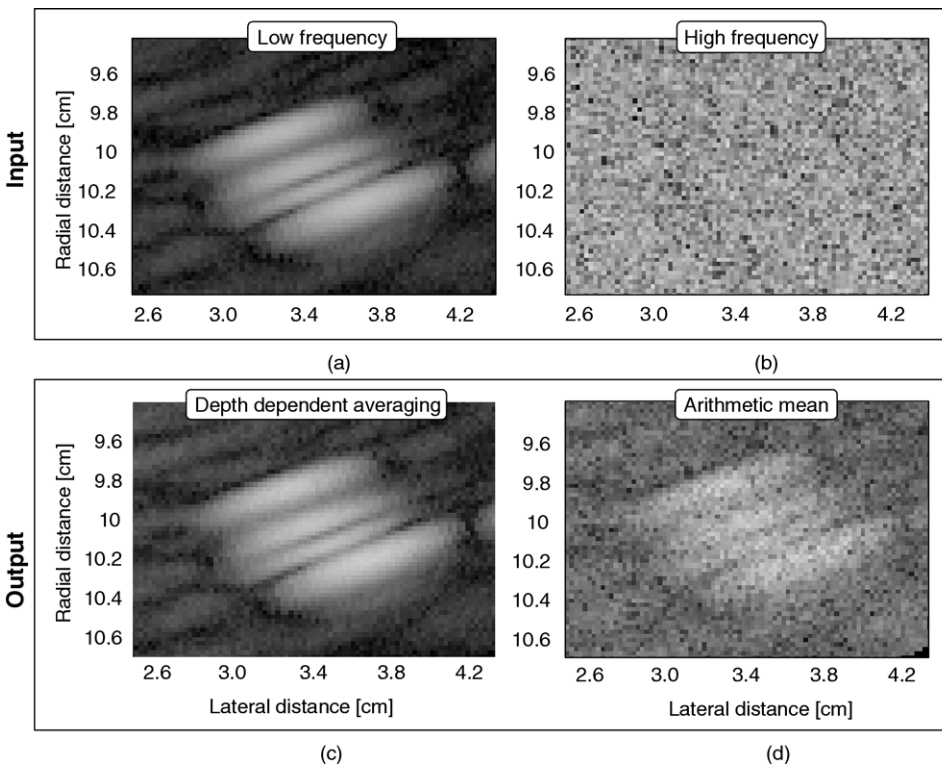 Input
Low frequency
Radial distance [cm]
9.6
9.8
10
10.2
10.4
10.6
2.6 3.0 3.4 3.8 4.2
(a)
High frequency
9.6
9.8
10
10.2
10.4
10.6
2.6 3.0 3.4 3.8 4.2
(b)
Output
Depth dependent averaging
Radial distance [cm]
9.6
9.8
10
10.2
10.4
10.6
2.6 3.0 3.4 3.8 4.2
Lateral distance [cm]
(c)
Arithmetic mean
9.6
9.8
10
10.2
10.4
10.6
2.6 3.0 3.4 3.8 4.2
Lateral distance [cm]
(d)